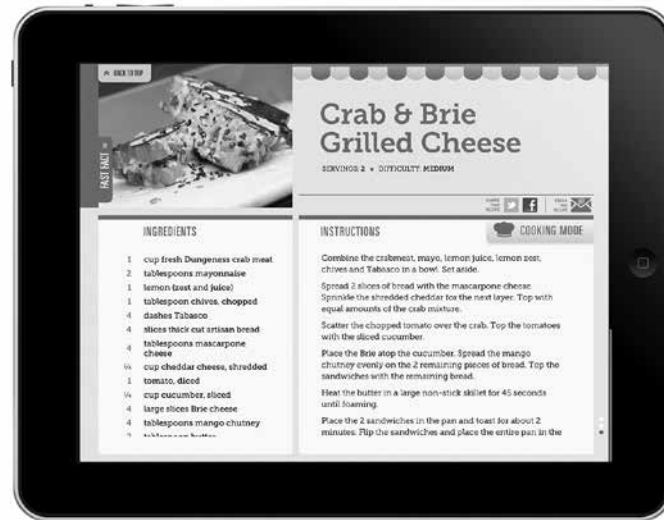 BACK TO TOP
FAST FACT
Crab & Brie
Grilled Cheese
SERVINGS: 2 • DIFFICULTY: MEDIUM
INGREDIENTS
1 cup fresh Dungeness crab meat
2 tablespoons mayonnaise
1 lemon (zest and juice)
1 tablespoon chives, chopped
4 dashes Tabasco
4 slices thick cut artisan bread
4 tablespoons mascarpone
cheese
¼ cup cheddar cheese, shredded
1 tomato, diced
¼ cup cucumber, sliced
4 large slices Brie cheese
4 tablespoons mango chutney
2 tablespoons butter
INSTRUCTIONS
COOKING MODE
Combine the crabmeat, mayo, lemon juice, lemon zest,
chives and Tabasco in a bowl. Set aside.
Spread 2 slices of bread with the mascarpone cheese.
Sprinkle the shredded cheddar for the next layer. Top with
equal amounts of the crab mixture.
Scatter the chopped tomato over the crab. Top the tomatoes
with the sliced cucumber.
Place the Brie atop the cucumber. Spread the mango
chutney evenly on the 2 remaining pieces of bread. Top the
sandwiches with the remaining bread.
Heat the butter in a large non-stick skillet for 45 seconds
until foaming.
Place the 2 sandwiches in the pan and toast for about 2
minutes. Flip the sandwiches and place the entire pan in the